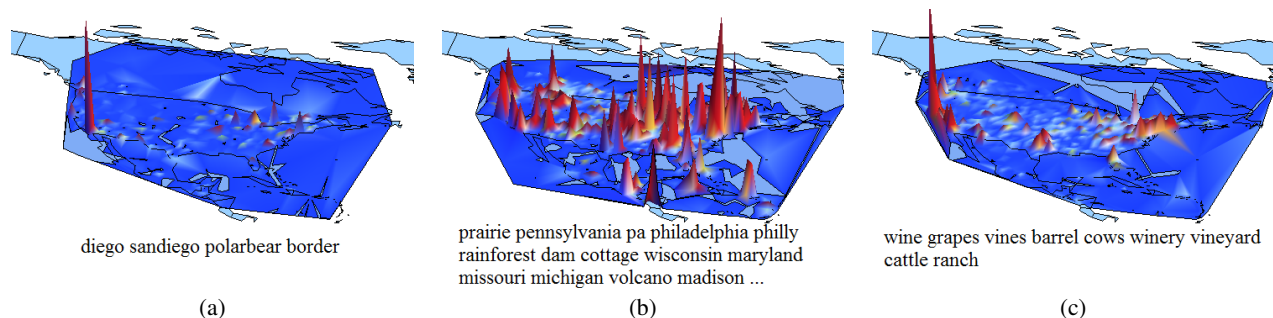 diego sandiego polarbear border
(a)
prairie pennsylvania pa philadelphia philly
rainforest dam cottage wisconsin maryland
missouri michigan volcano madison ...
(b)
wine grapes vines barrel cows winery vineyard
cattle ranch
(c)